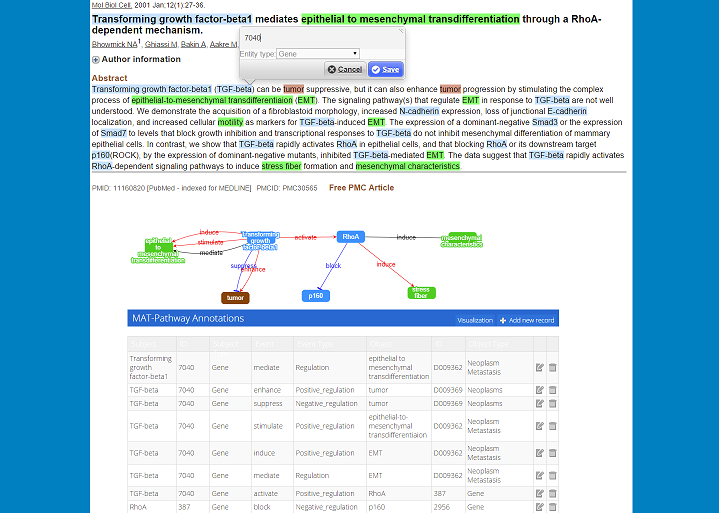 Mol Biol Cell. 2001 Jan;12(1):27-36.
Transforming growth factor-beta1 mediates epithelial to mesenchymal transdifferentiation through a RhoA-
dependent mechanism.
Bhowmick NA1, Ghiassi M, Bakin A, Aakre M,
7040
Entity type Gene
Cancel Save
Author information
Abstract
Transforming growth factor-beta1 (TGF-beta) can be tumor suppressive, but it can also enhance tumor progression by stimulating the complex
process of epithelial-to-mesenchymal transdifferentiaion (EMT). The signaling pathway(s) that regulate EMT in response to TGF-beta are not well
understood. We demonstrate the acquisition of a fibroblastoid morphology, increased N-cadherin expression, loss of junctional E-cadherin
localization, and increased cellular motility as markers for TGF-beta-induced EMT. The expression of a dominant-negative Smad3 or the expression
of Smad7 to levels that block growth inhibition and transcriptional responses to TGF-beta do not inhibit mesenchymal differentiation of mammary
epithelial cells. In contrast, we show that TGF-beta rapidly activates RhoA in epithelial cells, and that blocking RhoA or its downstream target
p160(ROCK), by the expression of dominant-negative mutants, inhibited TGF-beta-mediated EMT. The data suggest that TGF-beta rapidly activates
RhoA-dependent signaling pathways to induce stress fiber formation and mesenchymal characteristics.
PMID: 11160820 [PubMed - indexed for MEDLINE] PMCID: PMC30565 Free PMC Article
epithelial
to
mesenchymal
transdifferentiation
induce
stimulate
mediate
Transforming
growth
factor-beta1
activate
RhoA
induce
mesenchymal
characteristics
suppress
enhance
block
induce
tumor
p160
stress
fiber
MAT-Pathway Annotations
Visualization Add new record
Transforming growth factor-beta1 7040 Gene mediate Regulation epithelial to mesenchymal transdifferentiation D009362 Neoplasm Metastasis
TGF-beta 7040 Gene enhance Positive_regulation tumor D009369 Neoplasms
TGF-beta 7040 Gene suppress Negative_regulation tumor D009369 Neoplasms
TGF-beta 7040 Gene stimulate Positive_regulation epithelial-to-mesenchymal transdifferentiaion D009362 Neoplasm Metastasis
TGF-beta 7040 Gene induce Positive_regulation EMT D009362 Neoplasm Metastasis
TGF-beta 7040 Gene mediate Regulation EMT D009362 Neoplasm Metastasis
TGF-beta 7040 Gene activate Positive_regulation RhoA 387 Gene
RhoA 387 Gene block Negative_regulation p160 2956 Gene